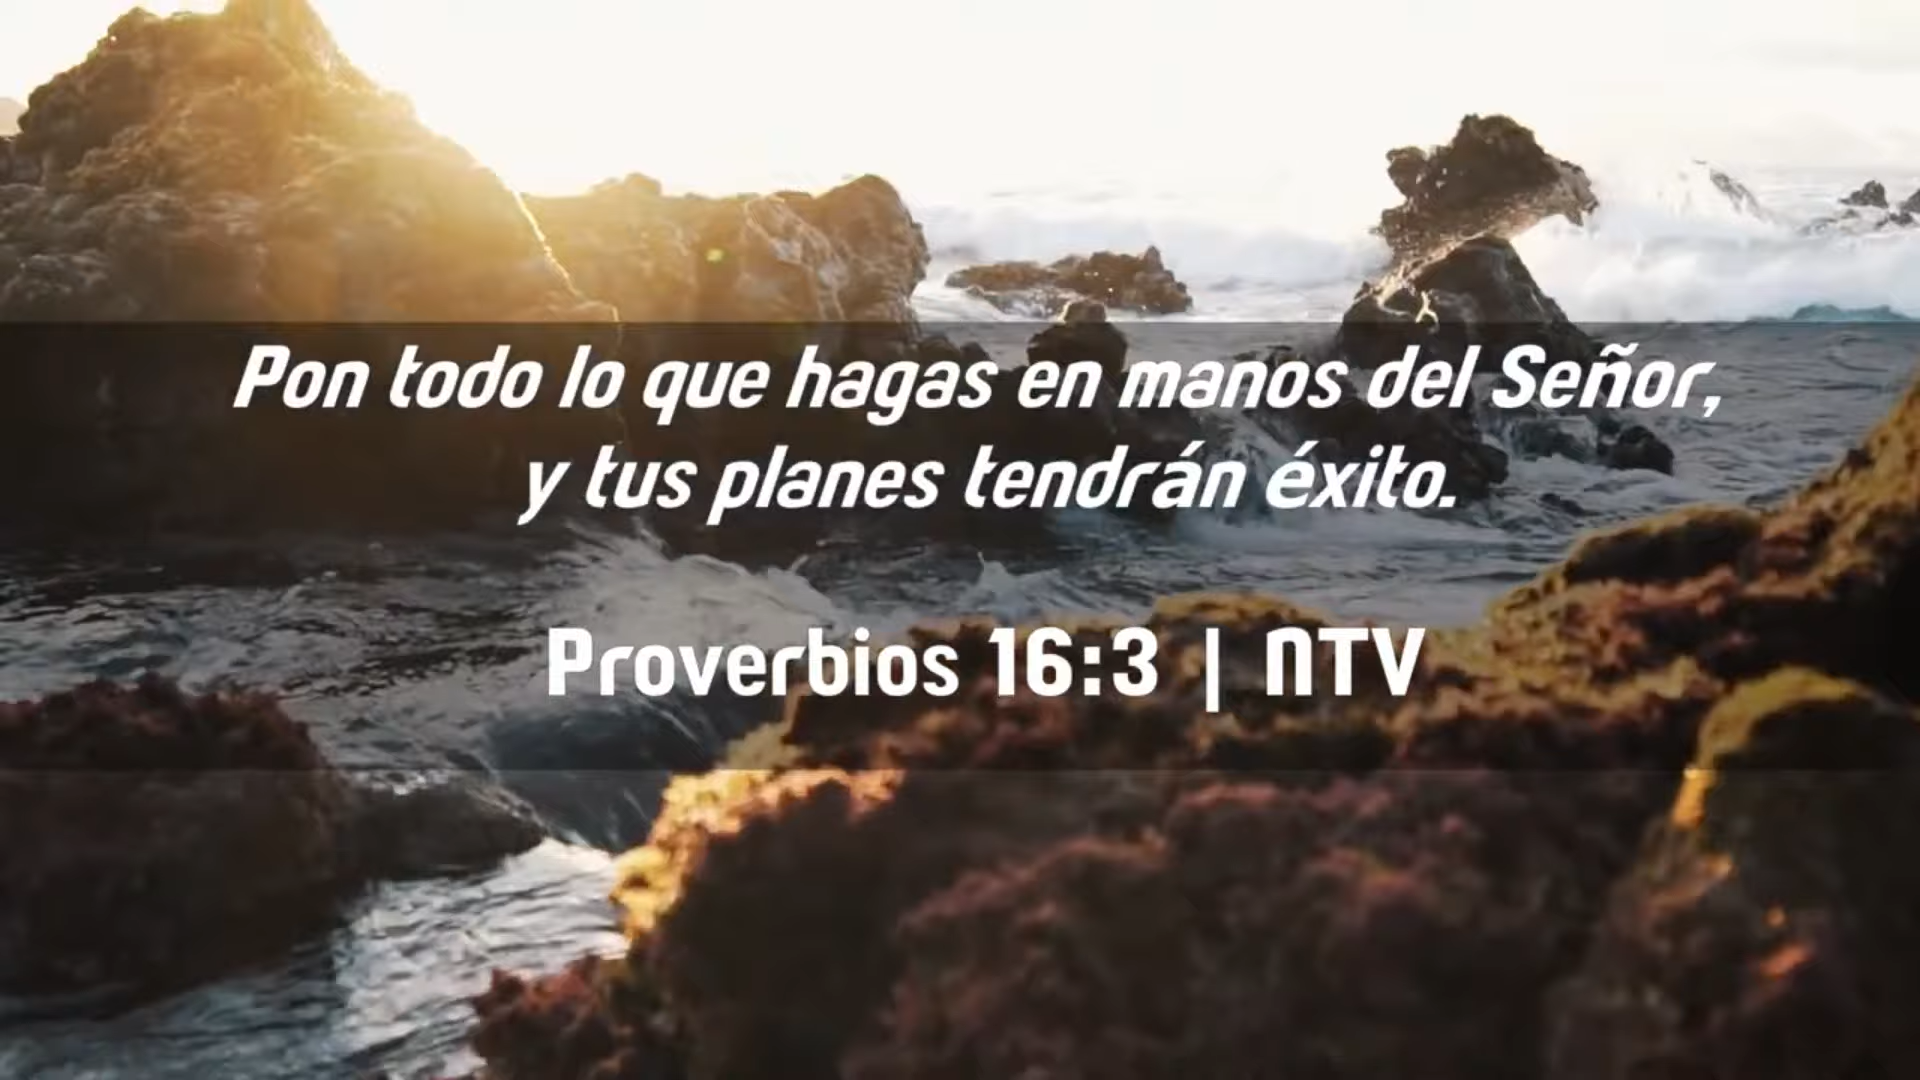 Pon todo lo que hagas en manos del Señor,
y tus planes tendrán éxito.
Proverbios 16:3 | NTV